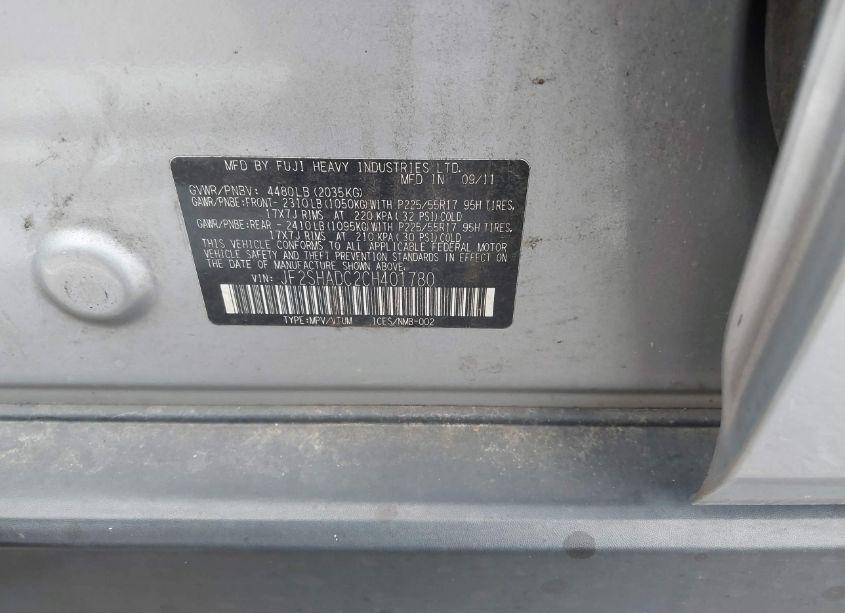 MFD BY FUJI HEAVY INDUSTRIES LTD.
MFD IN 09/11
GVWR/PNBV: 4480LB(2035KG)
GAWR/PNBE:FRONT- 2310LB(1050KG)WITH P225/55R17 95H TIRES,
17X7J RIMS AT 220 KPA(32 PSI)COLD
GAWR/PNBE:REAR - 2410LB(1095KG)WITH P225/55R17 95H TIRES,
17X7J RIMS AT 210 KPA(30 PSI)COLD
THIS VEHICLE CONFORMS TO ALL APPLICABLE FEDERAL MOTOR
VEHICLE SAFETY AND THEFT PREVENTION STANDARDS IN EFFECT ON
THE DATE OF MANUFACTURE SHOWN ABOVE.
VIN: JF2SHADC2CH401780
TYPE:MPV/VTUM ICES/NMB-002